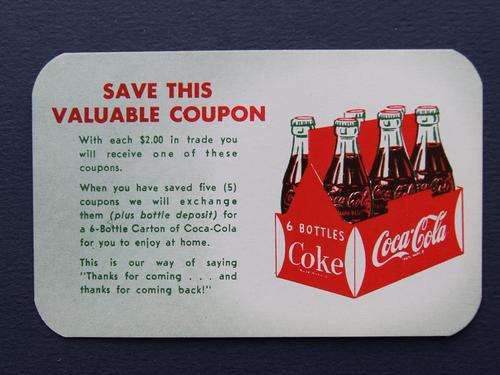 SAVE THIS
VALUABLE COUPON
With each $2.00 in trade you
will receive one of these
coupons.
When you have saved five (5)
coupons we will exchange
them (plus bottle deposit) for
a 6-Bottle Carton of Coca-Cola
for you to enjoy at home.
This is our way of saying
"Thanks for coming . . . and
thanks for coming back!"
6 BOTTLES
Coke
Coca-Cola